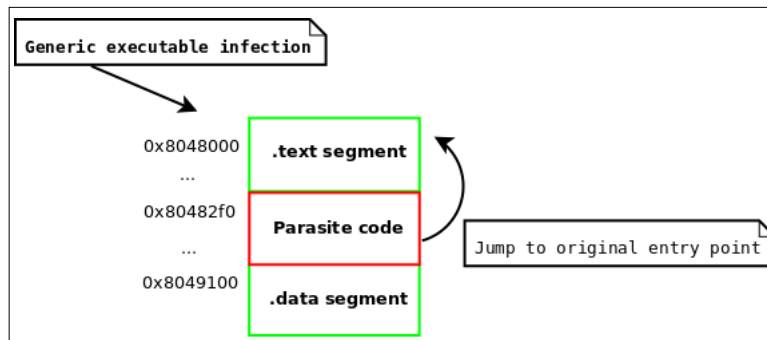 Generic executable infection
0x8048000
.text segment
...
0x80482f0
Parasite code
Jump to original entry point
...
0x8049100
.data segment